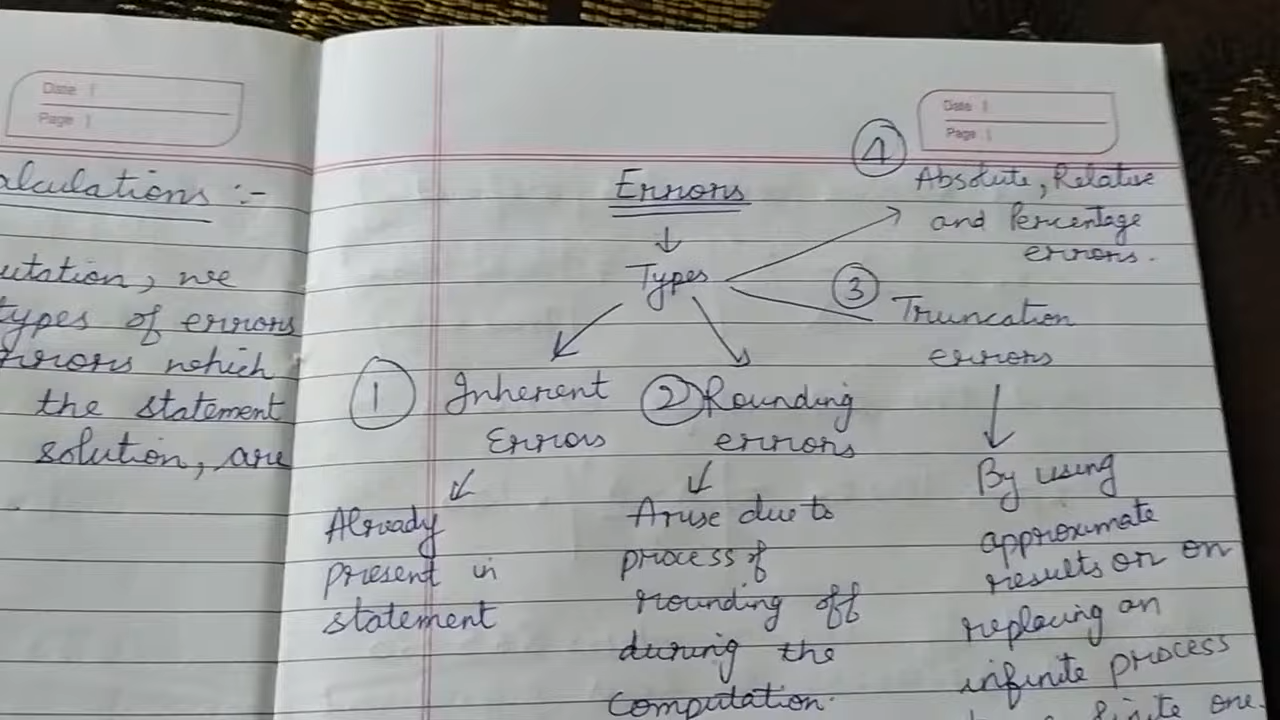 Date
Page
alculations :-
utation, we
types of errors
errors which
the statement
solution, are
Date
Page
Errors
Types
④
Absolute, Relative
and Percentage
errors.
③
Truncation
errors
By using
approximate
results or on
replacing an
infinite process
finite one.
①
Inherent
Errors
Already
present in
statement
② Rounding
errors
Arise due to
process of
rounding off
during the
computation.